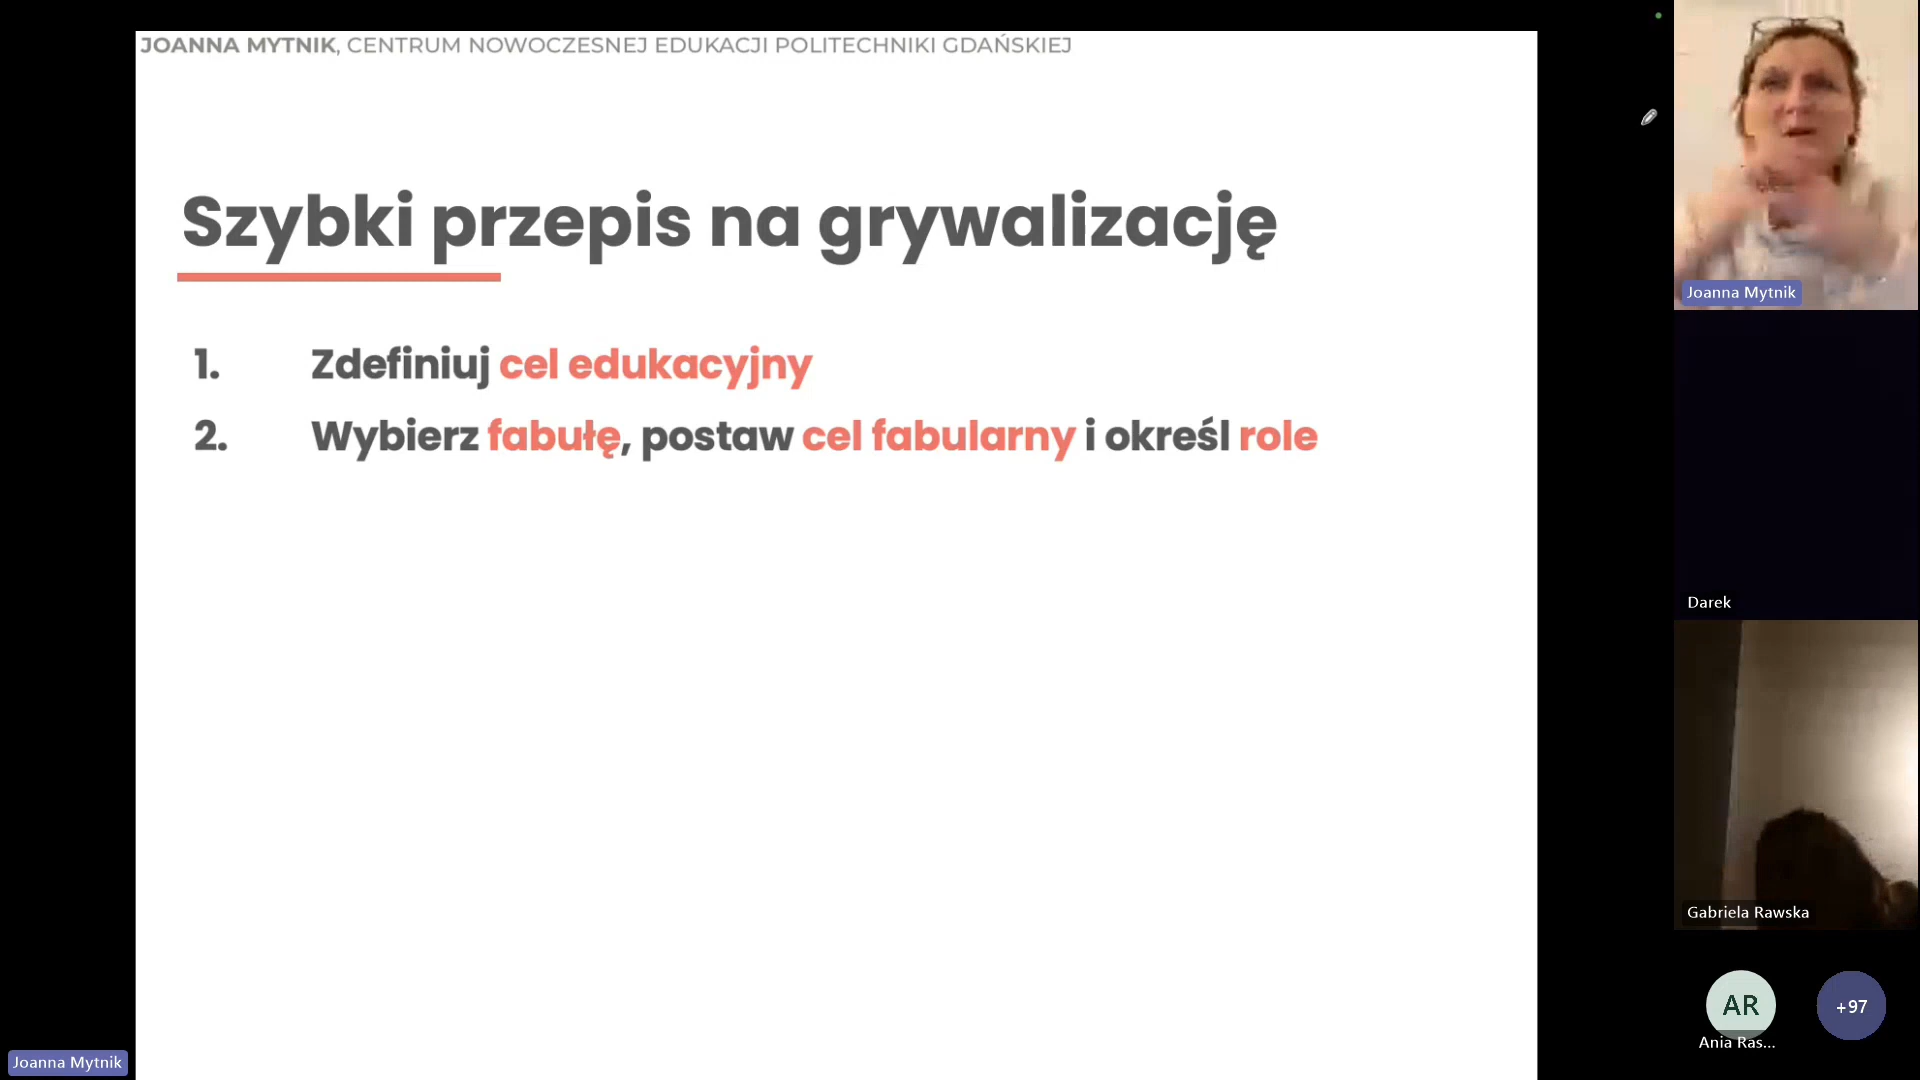 JOANNA MYTNIK, CENTRUM NOWOCZESNEJ EDUKACJI POLITECHNIKI GDAŃSKIEJ
Szybki przepis na grywalizację
1. Zdefiniuj cel edukacyjny
2. Wybierz fabułę, postaw cel fabularny i określ role
Joanna Mytnik
Darek
Gabriela Rawska
AR
+97
Ania Ras...
Joanna Mytnik